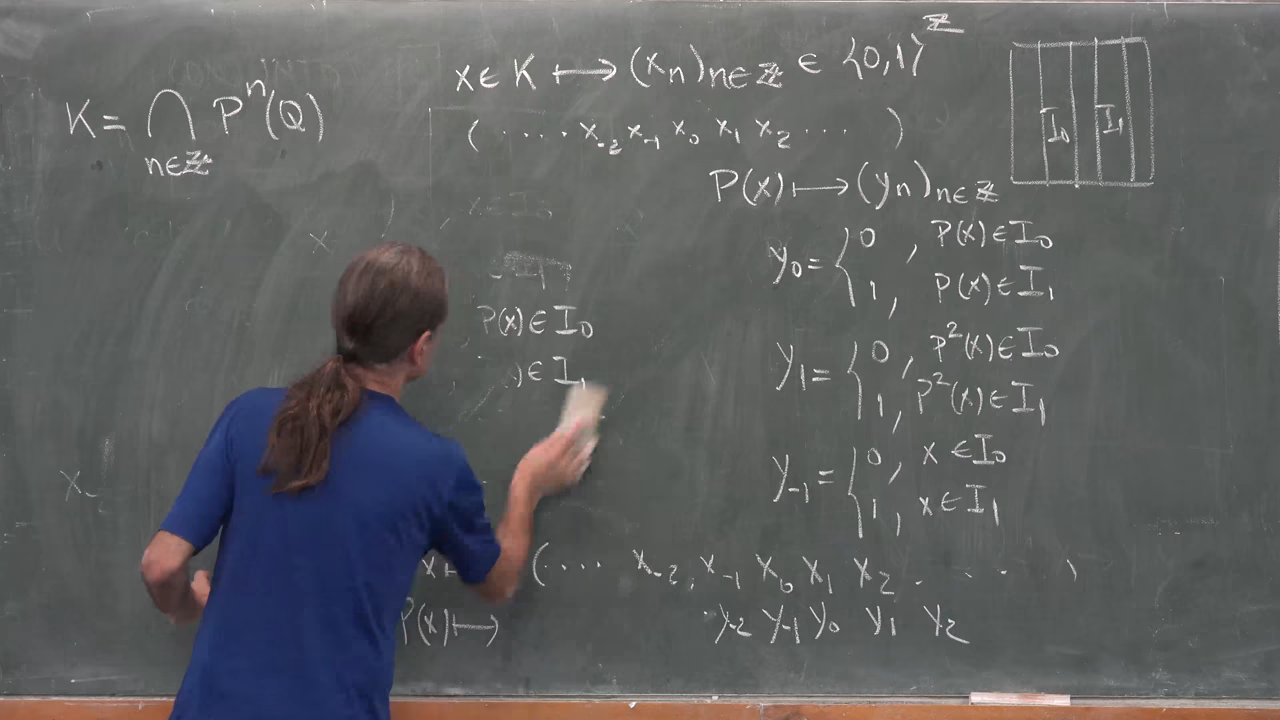 K = ⋂ Pⁿ(Q)
n∈ℤ
x ∈ K ⟼ (xₙ)ₙ∈ℤ ∈ {0,1}^ℤ
( ····· x₋₂ x₋₁ x₀ x₁ x₂ ··· )
I₀ I₁
P(x) ⟼ (yₙ)ₙ∈ℤ
y₀ = { 0 , P(x) ∈ I₀
1 , P(x) ∈ I₁
P(x) ∈ I₀
) ∈ I₁
y₁ = { 0 , P²(x) ∈ I₀
1 , P²(x) ∈ I₁
y₋₁ = { 0 , x ∈ I₀
1 , x ∈ I₁
x (···· x₋₂, x₋₁ x₀ x₁ x₂ . . . . )
P(x) ⟼ y₋₂ y₋₁ y₀ y₁ y₂